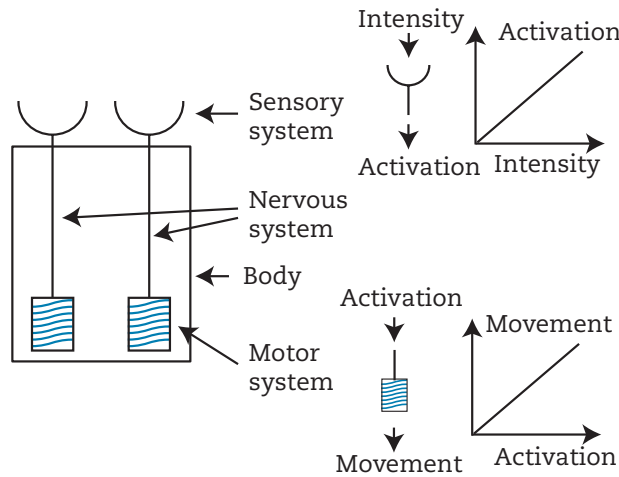 Sensory
system
Nervous
system
Body
Motor
system
Intensity
Activation
Activation
Intensity
Activation
Movement
Movement
Activation